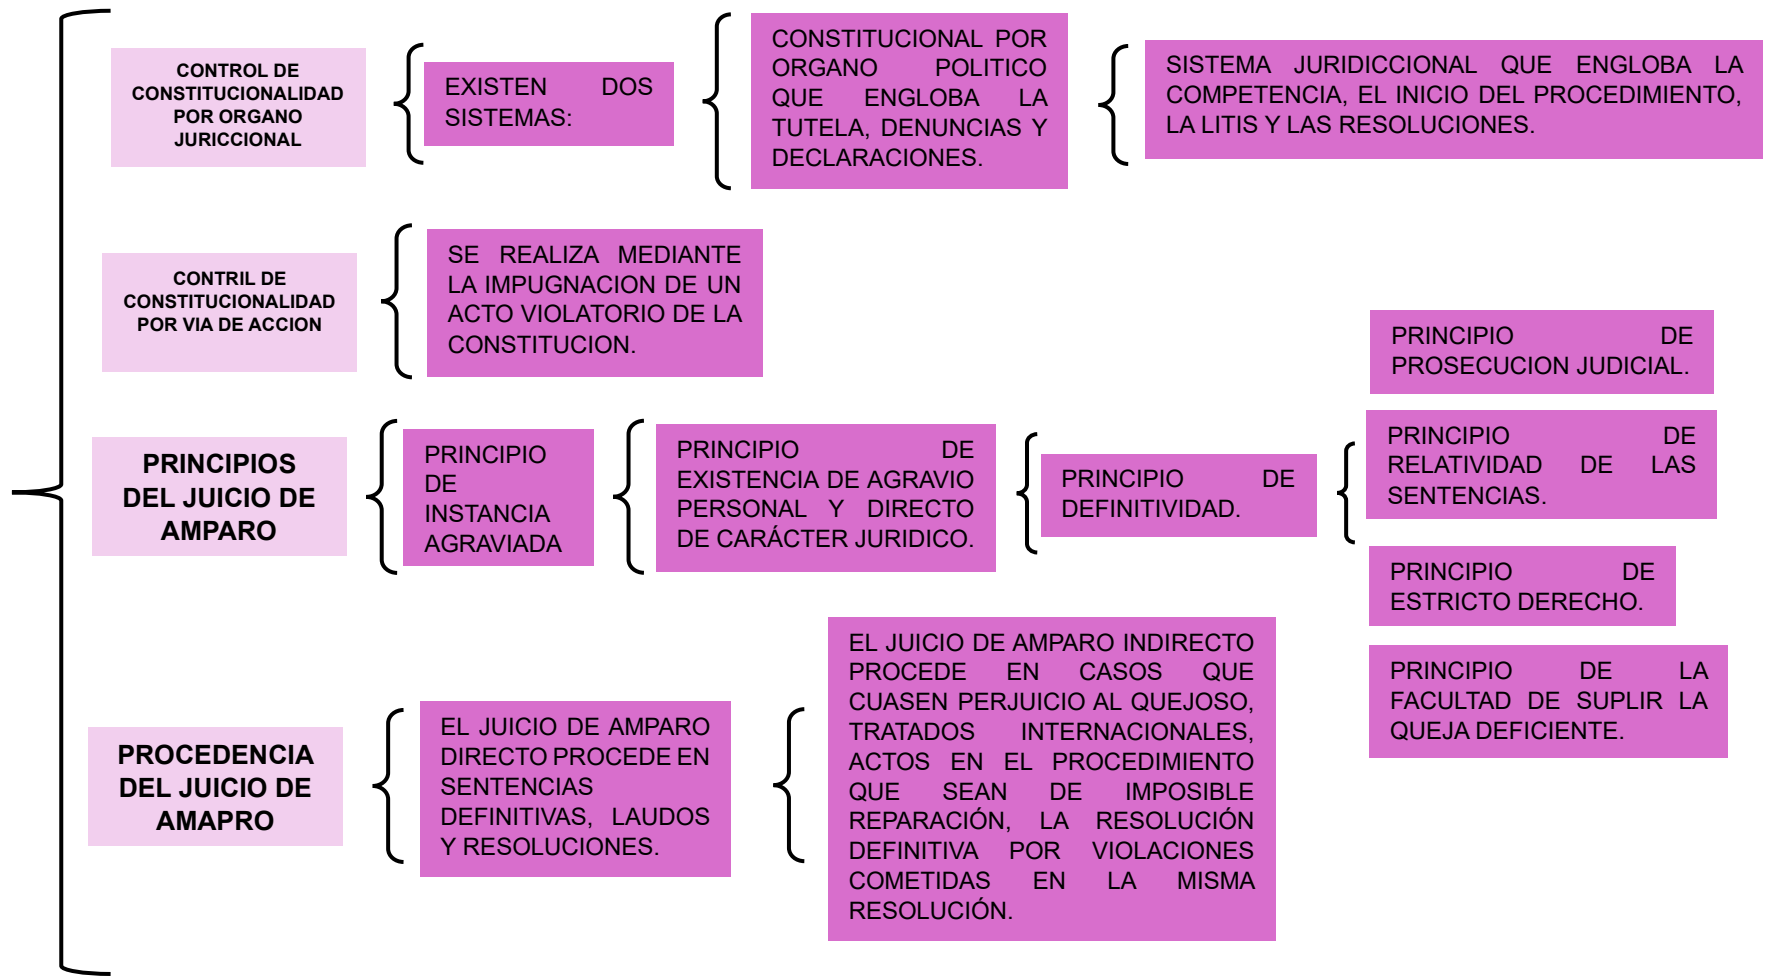 CONTROL DE
CONSTITUCIONALIDAD
POR ORGANO
JURICCIONAL
EXISTEN DOS
SISTEMAS:
CONSTITUCIONAL POR
ORGANO POLITICO
QUE ENGLOBA LA
TUTELA, DENUNCIAS Y
DECLARACIONES.
SISTEMA JURIDICCIONAL QUE ENGLOBA LA
COMPETENCIA, EL INICIO DEL PROCEDIMIENTO,
LA LITIS Y LAS RESOLUCIONES.
CONTRIL DE
CONSTITUCIONALIDAD
POR VIA DE ACCION
SE REALIZA MEDIANTE
LA IMPUGNACION DE UN
ACTO VIOLATORIO DE LA
CONSTITUCION.
PRINCIPIOS
DEL JUICIO DE
AMPARO
PRINCIPIO
DE
INSTANCIA
AGRAVIADA
PRINCIPIO DE
EXISTENCIA DE AGRAVIO
PERSONAL Y DIRECTO
DE CARÁCTER JURIDICO.
PRINCIPIO DE
DEFINITIVIDAD.
PRINCIPIO DE
PROSECUCION JUDICIAL.
PRINCIPIO DE
RELATIVIDAD DE LAS
SENTENCIAS.
PRINCIPIO DE
ESTRICTO DERECHO.
PRINCIPIO DE LA
FACULTAD DE SUPLIR LA
QUEJA DEFICIENTE.
PROCEDENCIA
DEL JUICIO DE
AMAPRO
EL JUICIO DE AMPARO
DIRECTO PROCEDE EN
SENTENCIAS
DEFINITIVAS, LAUDOS
Y RESOLUCIONES.
EL JUICIO DE AMPARO INDIRECTO
PROCEDE EN CASOS QUE
CUASEN PERJUICIO AL QUEJOSO,
TRATADOS INTERNACIONALES,
ACTOS EN EL PROCEDIMIENTO
QUE SEAN DE IMPOSIBLE
REPARACIÓN, LA RESOLUCIÓN
DEFINITIVA POR VIOLACIONES
COMETIDAS EN LA MISMA
RESOLUCIÓN.